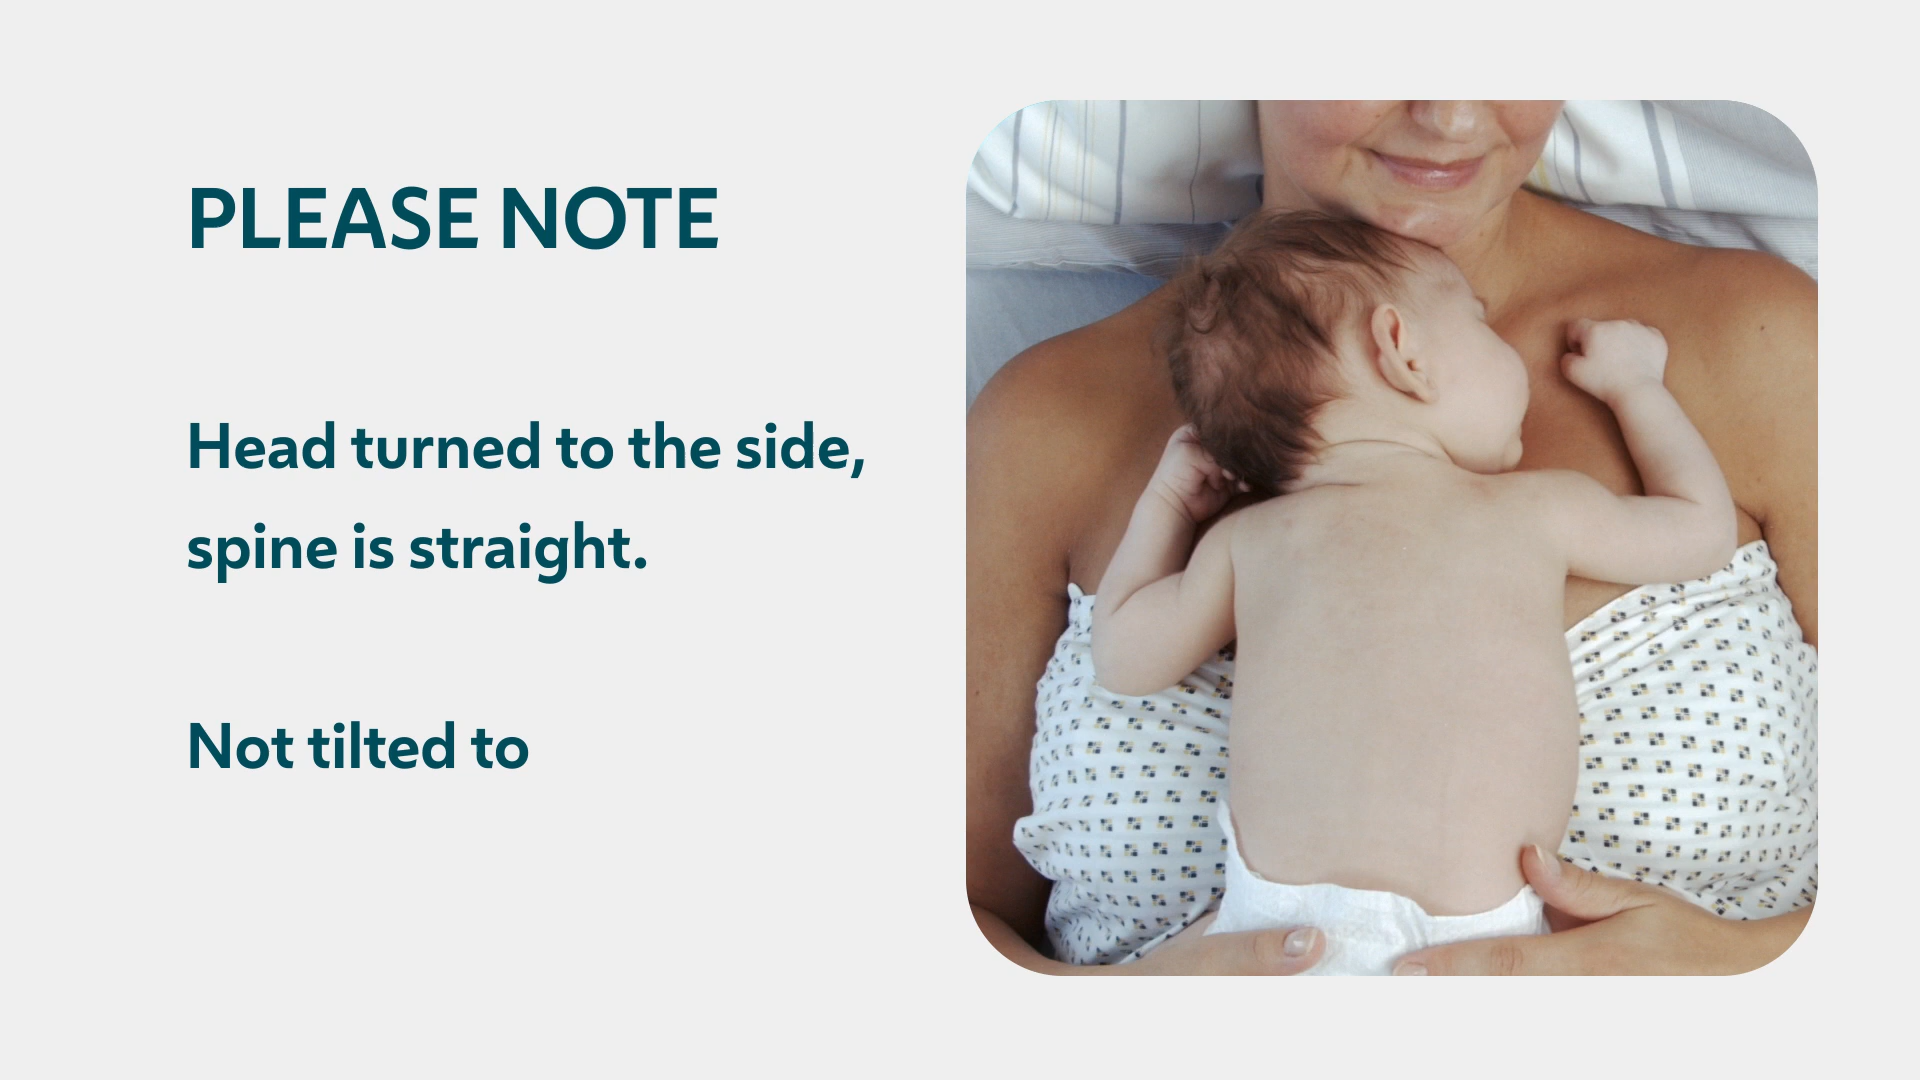 PLEASE NOTE
Head turned to the side,
spine is straight.
Not tilted to